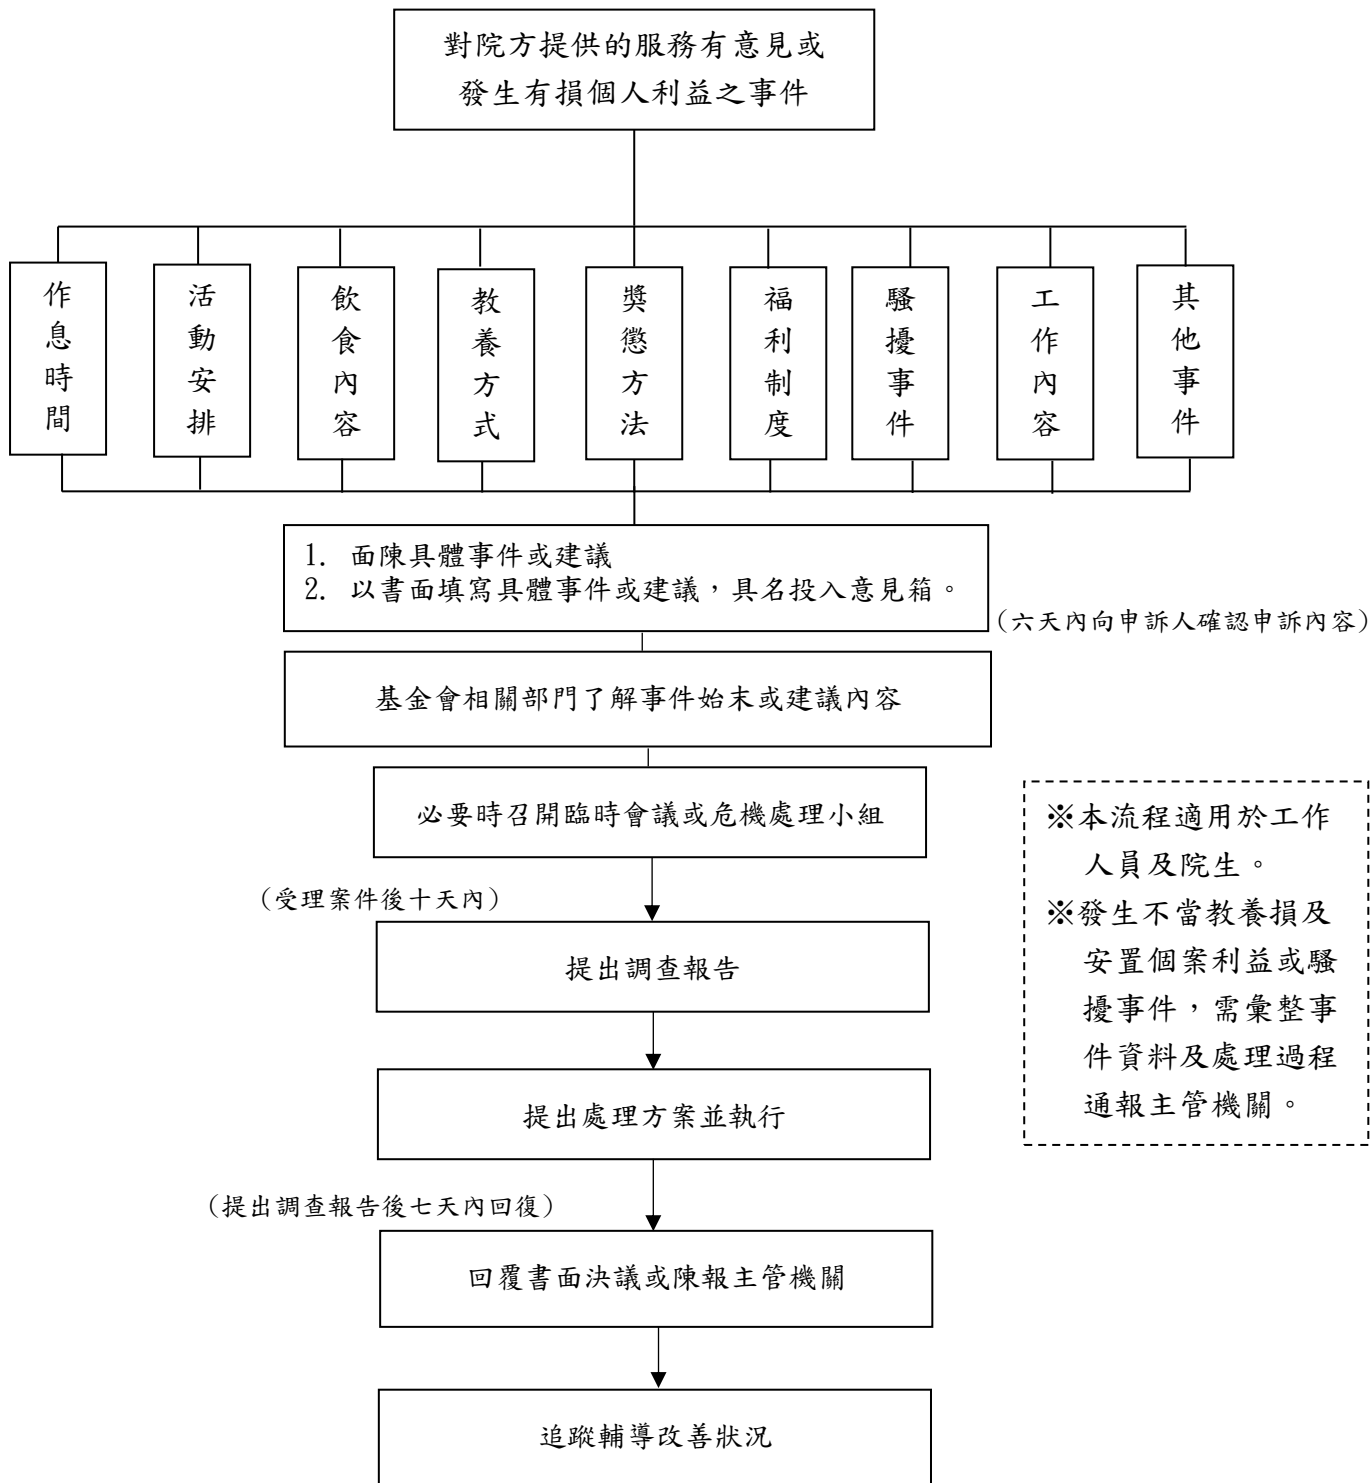 對院方提供的服務有意見或
發生有損個人利益之事件
作息時間
活動安排
飲食內容
教養方式
獎懲方法
福利制度
騷擾事件
工作內容
其他事件
1. 面陳具體事件或建議
2. 以書面填寫具體事件或建議，具名投入意見箱。
(六天內向申訴人確認申訴內容)
基金會相關部門了解事件始末或建議內容
必要時召開臨時會議或危機處理小組
(受理案件後十天內)
提出調查報告
提出處理方案並執行
(提出調查報告後七天內回復)
回覆書面決議或陳報主管機關
追蹤輔導改善狀況
※本流程適用於工作
人員及院生。
※發生不當教養損及
安置個案利益或騷
擾事件，需彙整事
件資料及處理過程
通報主管機關。